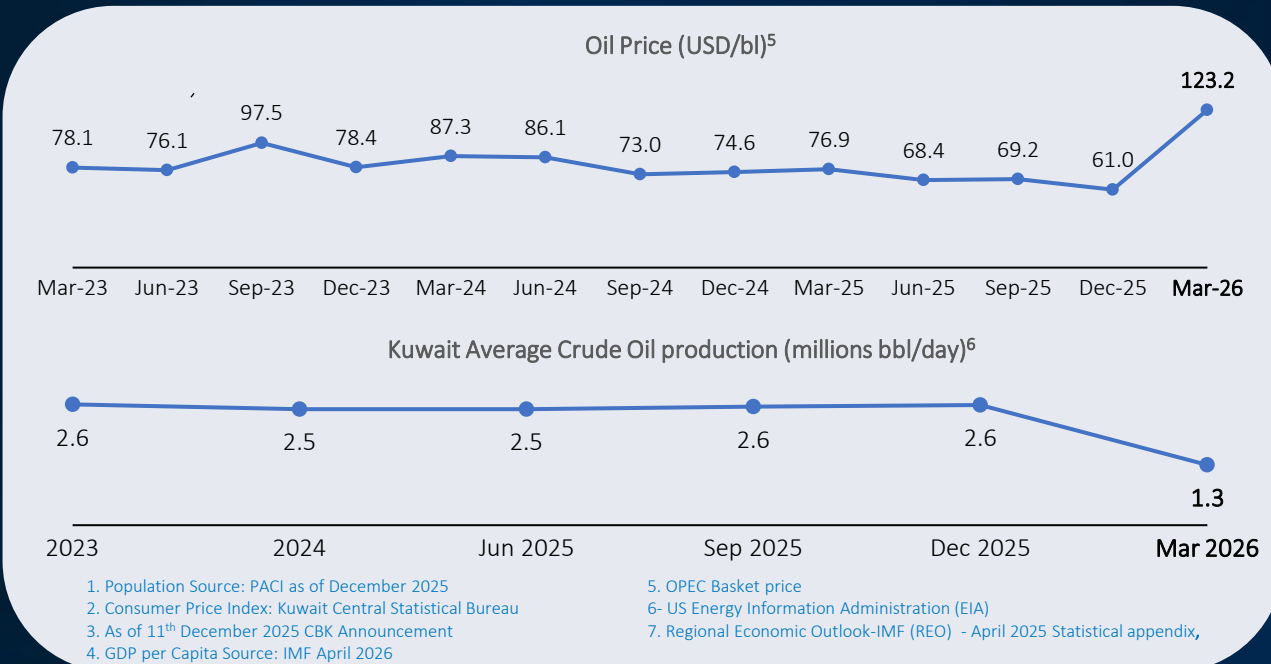 Oil Price (USD/bl)5
123.2
97.5
87.3
86.1
78.1
76.1
78.4
73.0
74.6
76.9
68.4
69.2
61.0
Mar-23 Jun-23 Sep-23 Dec-23 Mar-24 Jun-24 Sep-24 Dec-24 Mar-25 Jun-25 Sep-25 Dec-25 Mar-26
Kuwait Average Crude Oil production (millions bbl/day)6
2.6 2.5 2.5 2.6 2.6
1.3
2023 2024 Jun 2025 Sep 2025 Dec 2025 Mar 2026
1. Population Source: PACI as of December 2025
2. Consumer Price Index: Kuwait Central Statistical Bureau
3. As of 11th December 2025 CBK Announcement
4. GDP per Capita Source: IMF April 2026
5. OPEC Basket price
6- US Energy Information Administration (EIA)
7. Regional Economic Outlook-IMF (REO) - April 2025 Statistical appendix,